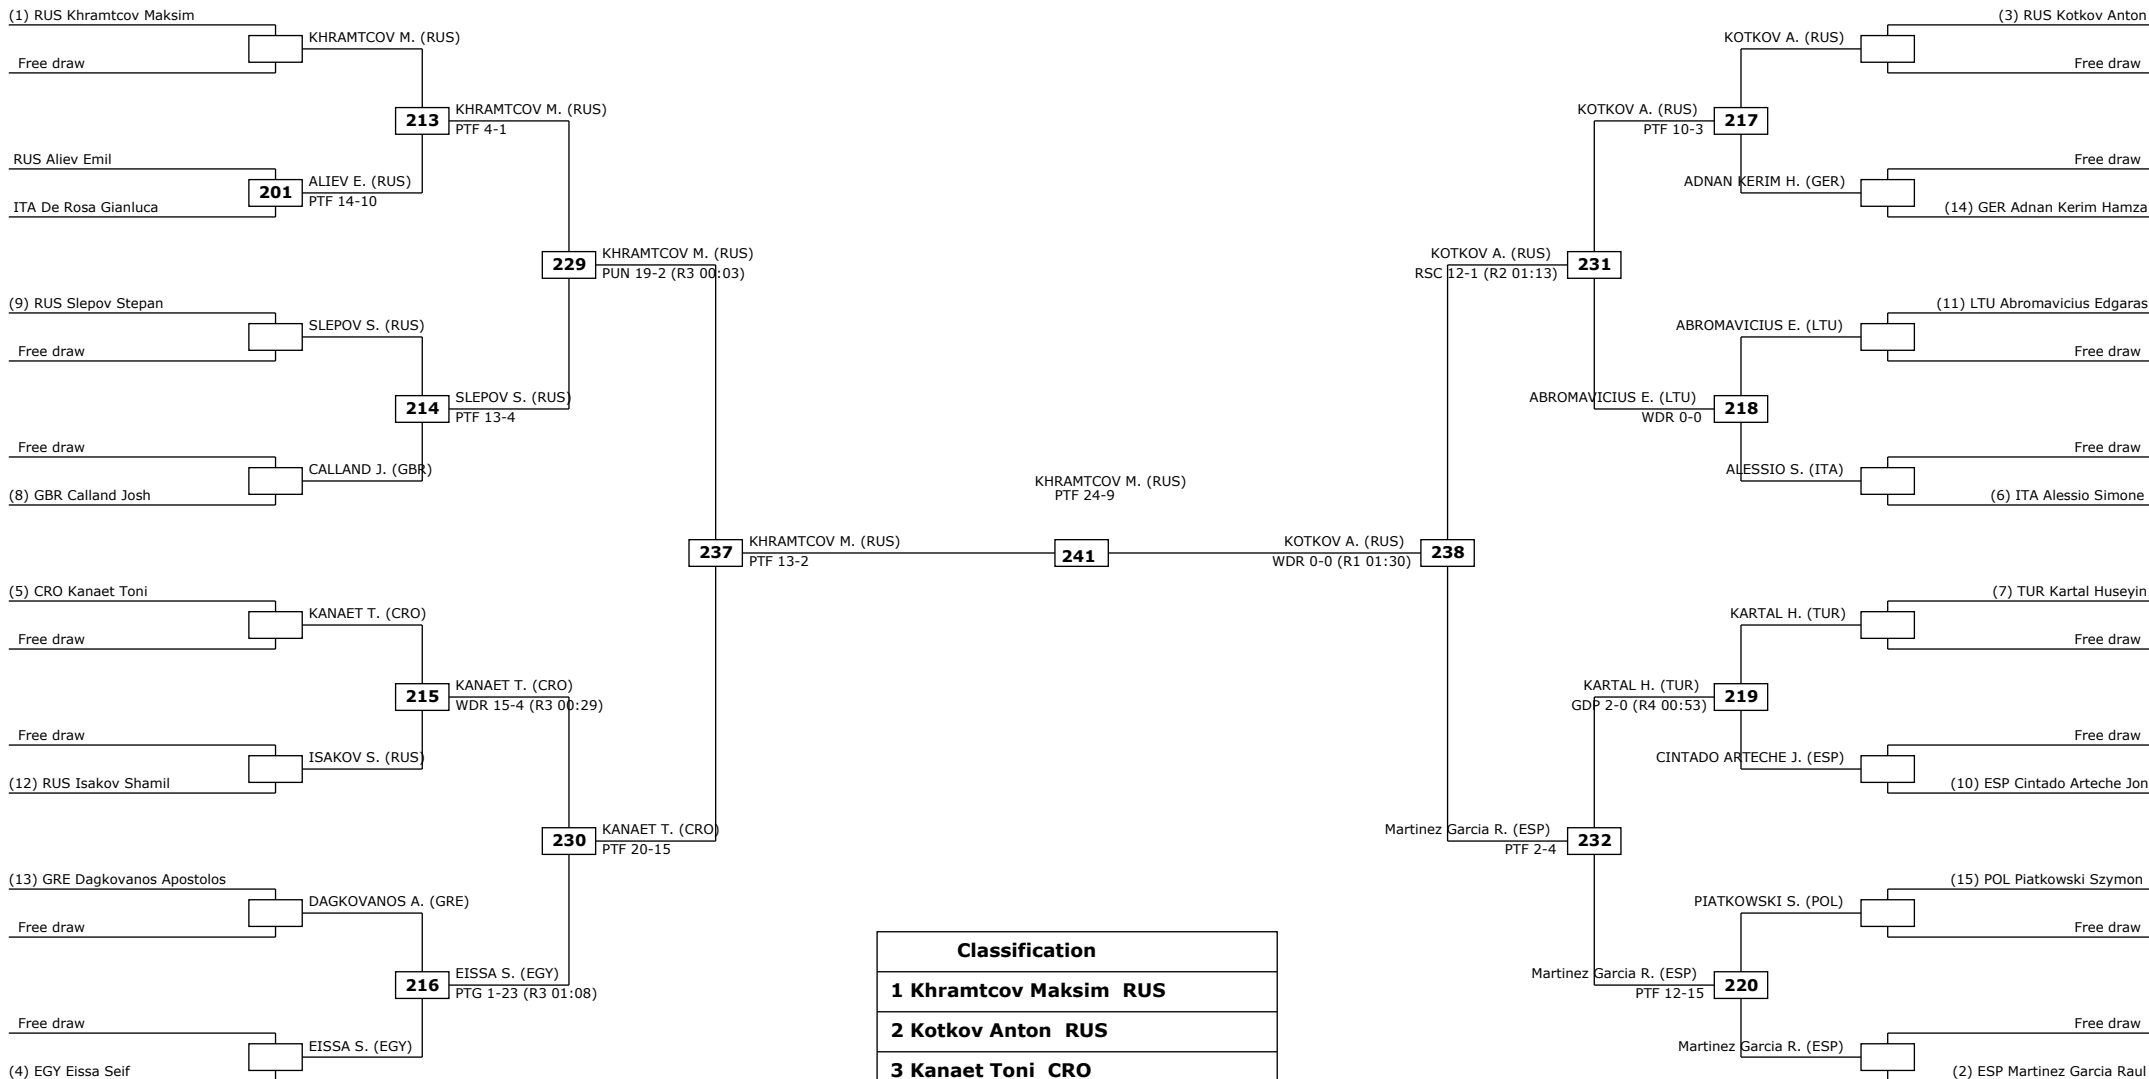 (1) RUS Khramtcov Maksim
KHRAMTCOV M. (RUS)
Free draw
213
KHRAMTCOV M. (RUS)
PTF 4-1
RUS Aliev Emil
201
ALIEV E. (RUS)
PTF 14-10
ITA De Rosa Gianluca
229
KHRAMTCOV M. (RUS)
PUN 19-2 (R3 00:03)
(9) RUS Slepov Stepan
SLEPOV S. (RUS)
Free draw
214
SLEPOV S. (RUS)
PTF 13-4
Free draw
CALLAND J. (GBR)
(8) GBR Calland Josh
237
KHRAMTCOV M. (RUS)
PTF 13-2
(5) CRO Kanaet Toni
KANAET T. (CRO)
Free draw
215
KANAET T. (CRO)
WDR 15-4 (R3 00:29)
Free draw
ISAKOV S. (RUS)
(12) RUS Isakov Shamil
230
KANAET T. (CRO)
PTF 20-15
(13) GRE Dagkovanos Apostolos
DAGKOVANOS A. (GRE)
Free draw
216
EISSA S. (EGY)
PTG 1-23 (R3 01:08)
Free draw
EISSA S. (EGY)
(4) EGY Eissa Seif
KHRAMTCOV M. (RUS)
PTF 24-9
241
Classification
1 Khramtcov Maksim RUS
2 Kotkov Anton RUS
3 Kanaet Toni CRO
(3) RUS Kotkov Anton
KOTKOV A. (RUS)
Free draw
KOTKOV A. (RUS)
PTF 10-3
217
Free draw
ADNAN KERIM H. (GER)
(14) GER Adnan Kerim Hamza
KOTKOV A. (RUS)
RSC 12-1 (R2 01:13)
231
(11) LTU Abromavicius Edgaras
ABROMAVICIUS E. (LTU)
Free draw
ABROMAVICIUS E. (LTU)
WDR 0-0
218
Free draw
ALESSIO S. (ITA)
(6) ITA Alessio Simone
KOTKOV A. (RUS)
WDR 0-0 (R1 01:30)
238
(7) TUR Kartal Huseyin
KARTAL H. (TUR)
Free draw
KARTAL H. (TUR)
GDP 2-0 (R4 00:53)
219
Free draw
CINTADO ARTECHE J. (ESP)
(10) ESP Cintado Arteche Jon
Martinez Garcia R. (ESP)
PTF 2-4
232
(15) POL Piatkowski Szymon
PIATKOWSKI S. (POL)
Free draw
Martinez Garcia R. (ESP)
PTF 12-15
220
Free draw
Martinez Garcia R. (ESP)
(2) ESP Martinez Garcia Raul